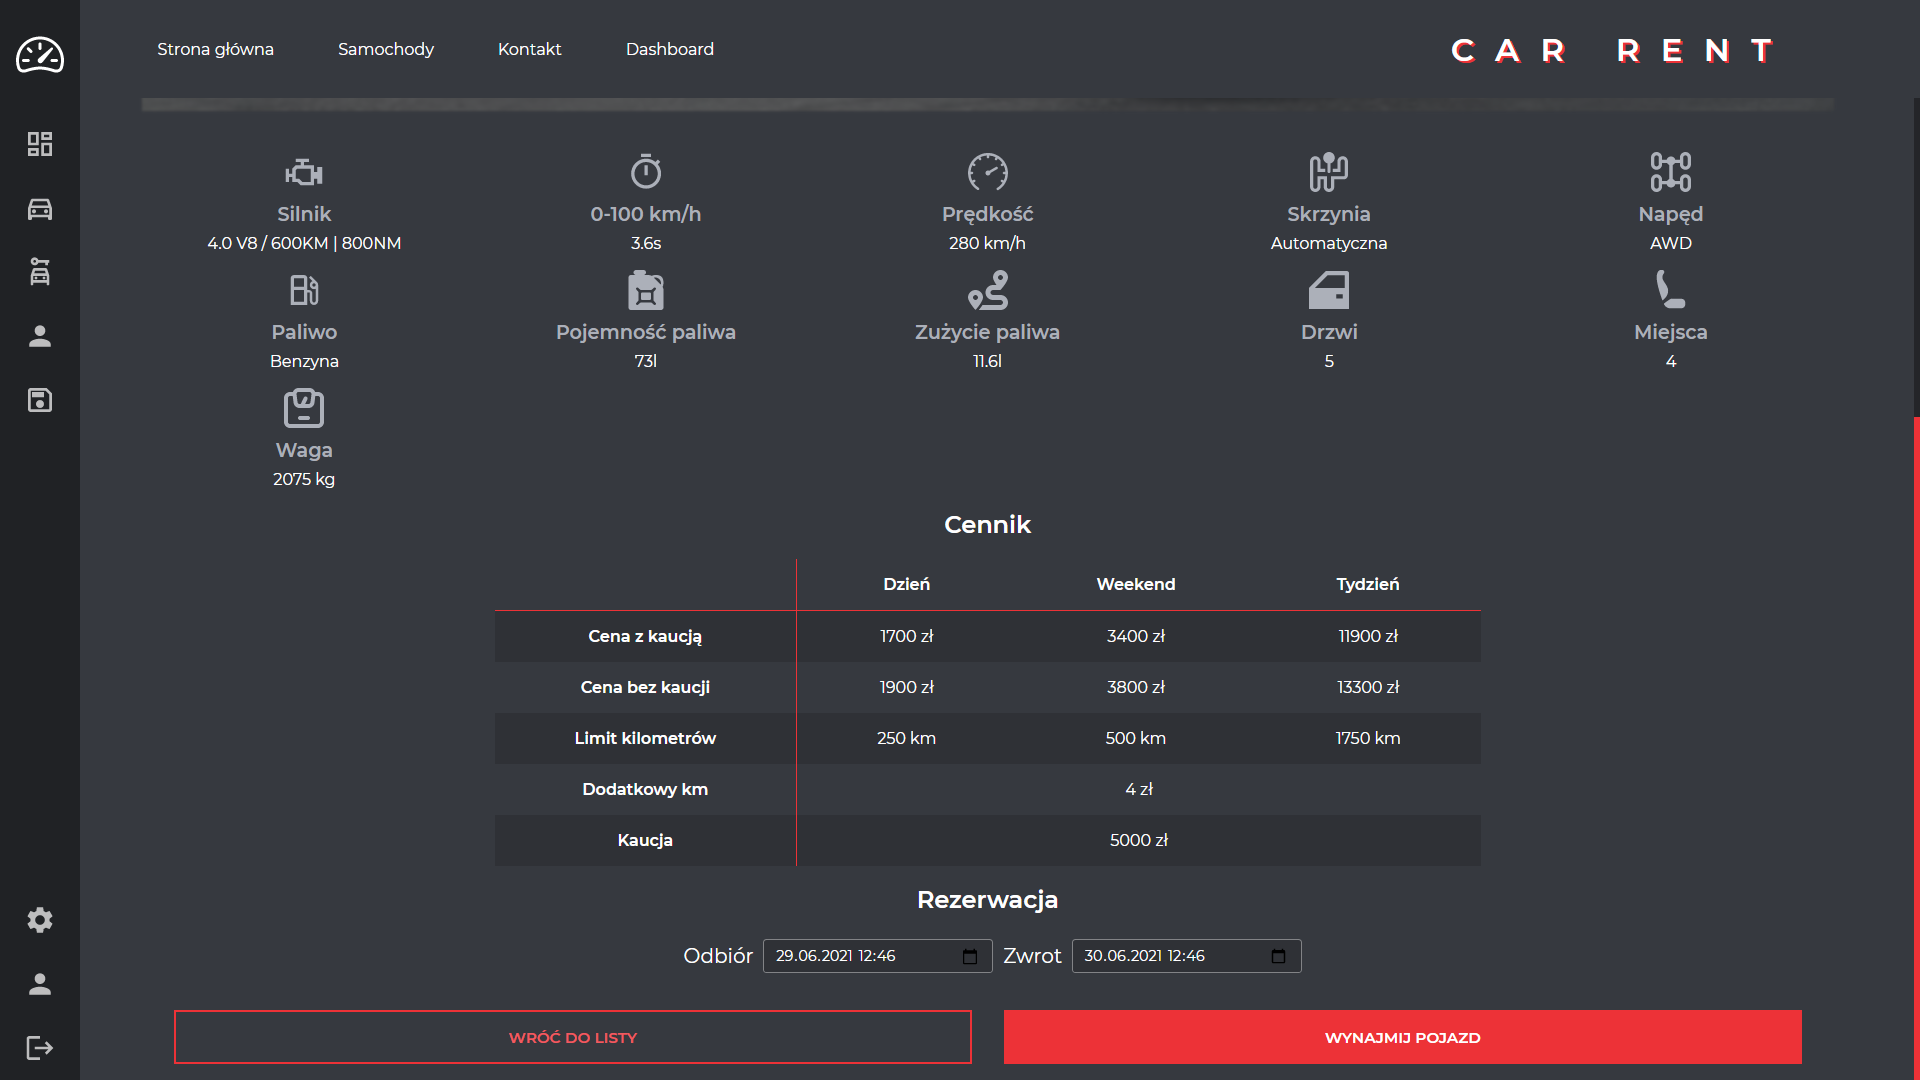 Strona główna Samochody Kontakt Dashboard CAR RENT
Silnik 0-100 km/h Prędkość Skrzynia Napęd
4.0 V8 / 600KM | 800NM 3.6s 280 km/h Automatyczna AWD
Paliwo Pojemność paliwa Zużycie paliwa Drzwi Miejsca
Benzyna 73l 11.6l 5 4
Waga
2075 kg
Cennik
Dzień Weekend Tydzień
Cena z kaucją 1700 zł 3400 zł 11900 zł
Cena bez kaucji 1900 zł 3800 zł 13300 zł
Limit kilometrów 250 km 500 km 1750 km
Dodatkowy km 4 zł
Kaucja 5000 zł
Rezerwacja
Odbiór 29.06.2021 12:46 Zwrot 30.06.2021 12:46
WRÓĆ DO LISTY WYNAJMIJ POJAZD